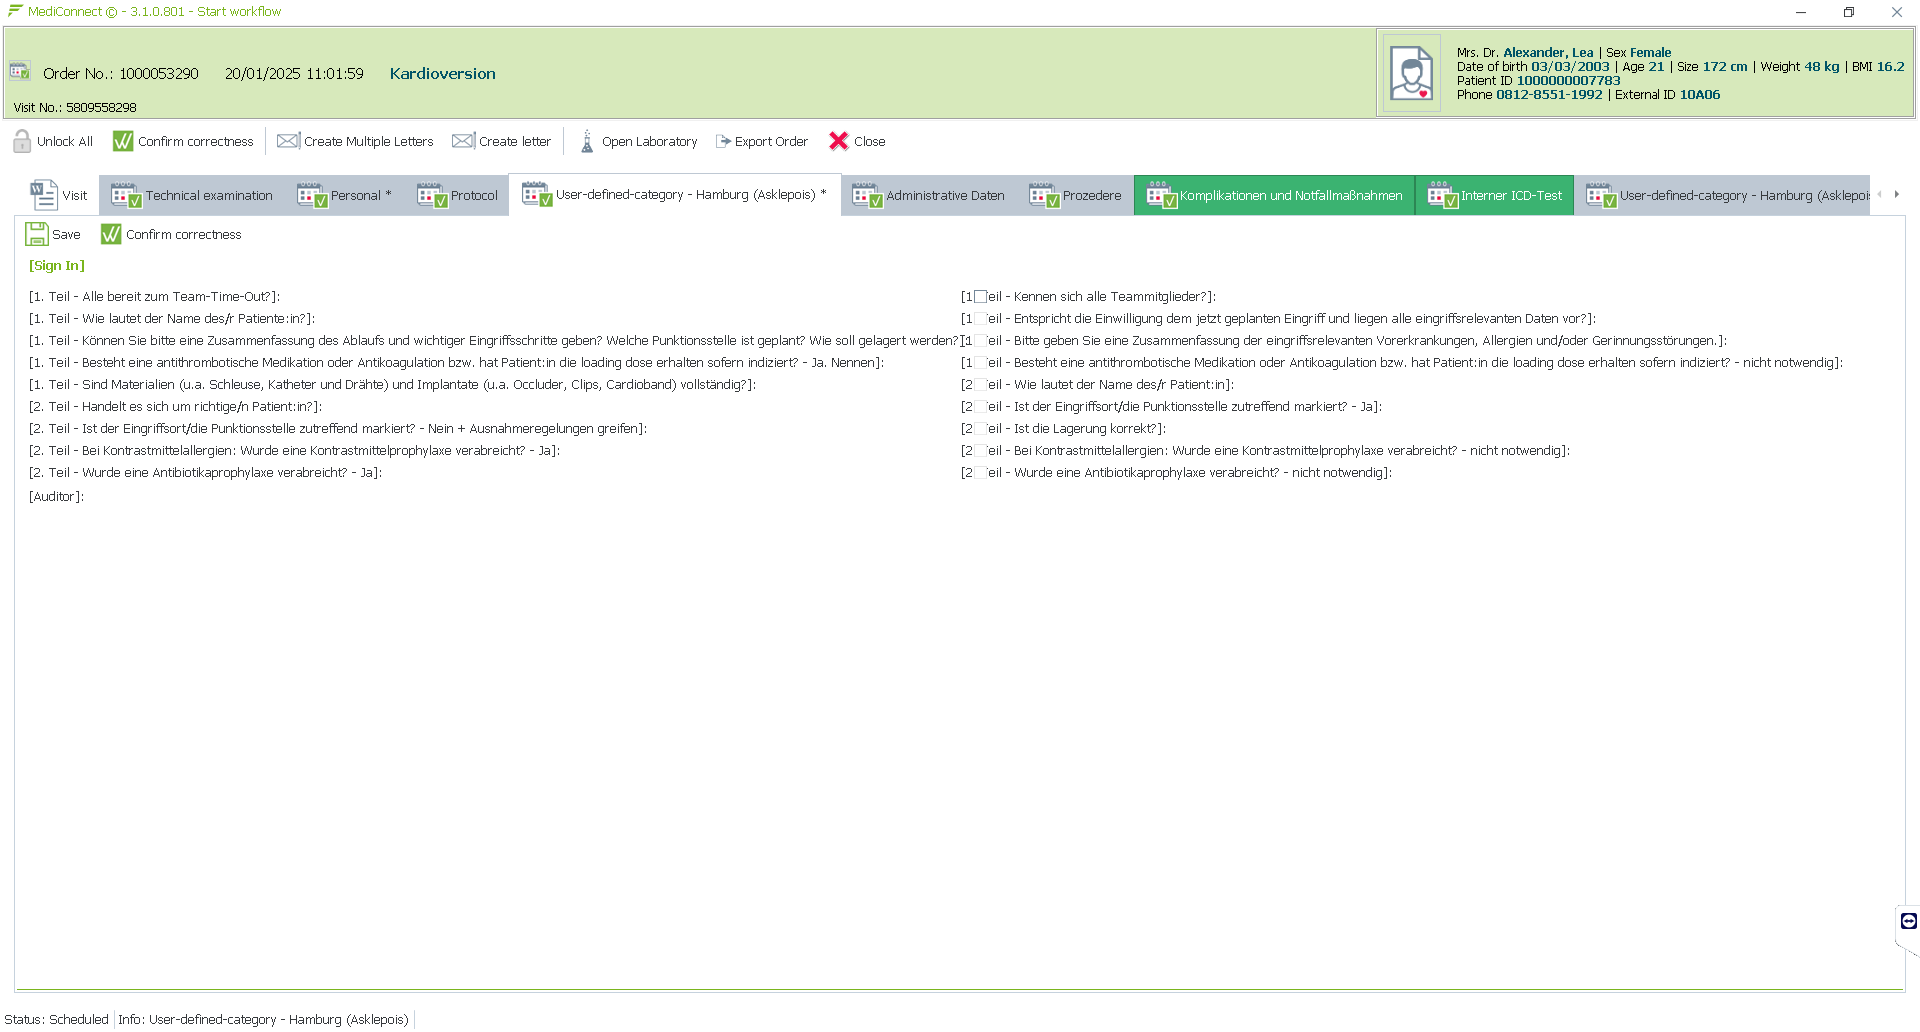 MediConnect © - 3.1.0.801 - Start workflow
Order No.: 1000053290 20/01/2025 11:01:59 Kardioversion
Visit No.: 5809558298
Mrs. Dr. Alexander, Lea | Sex Female
Date of birth 03/03/2003 | Age 21 | Size 172 cm | Weight 48 kg | BMI 16.2
Patient ID 1000000007783
Phone 0812-8551-1992 | External ID 10A06
Unlock All Confirm correctness Create Multiple Letters Create letter Open Laboratory Export Order Close
Visit Technical examination Personal * Protocol User-defined-category - Hamburg (Asklepois) * Administrative Daten Prozedere Komplikationen und Notfallmaßnahmen Interner ICD-Test User-defined-category - Hamburg (Asklepois
Save Confirm correctness
[Sign In]
[1. Teil - Alle bereit zum Team-Time-Out?]: [1 eil - Kennen sich alle Teammitglieder?]:
[1. Teil - Wie lautet der Name des/r Patiente:in?]: [1 eil - Entspricht die Einwilligung dem jetzt geplanten Eingriff und liegen alle eingriffsrelevanten Daten vor?]:
[1. Teil - Können Sie bitte eine Zusammenfassung des Ablaufs und wichtiger Eingriffsschritte geben? Welche Punktionsstelle ist geplant? Wie soll gelagert werden?] [1 eil - Bitte geben Sie eine Zusammenfassung der eingriffsrelevanten Vorerkrankungen, Allergien und/oder Gerinnungsstörungen.]:
[1. Teil - Besteht eine antithrombotische Medikation oder Antikoagulation bzw. hat Patient:in die loading dose erhalten sofern indiziert? - Ja. Nennen]: [1 eil - Besteht eine antithrombotische Medikation oder Antikoagulation bzw. hat Patient:in die loading dose erhalten sofern indiziert? - nicht notwendig]:
[1. Teil - Sind Materialien (u.a. Schleuse, Katheter und Drähte) und Implantate (u.a. Occluder, Clips, Cardioband) vollständig?]: [2 eil - Wie lautet der Name des/r Patient:in]:
[2. Teil - Handelt es sich um richtige/n Patient:in?]: [2 eil - Ist der Eingriffsort/die Punktionsstelle zutreffend markiert? - Ja]:
[2. Teil - Ist der Eingriffsort/die Punktionsstelle zutreffend markiert? - Nein + Ausnahmeregelungen greifen]: [2 eil - Ist die Lagerung korrekt?]:
[2. Teil - Bei Kontrastmittelallergien: Wurde eine Kontrastmittelprophylaxe verabreicht? - Ja]: [2 eil - Bei Kontrastmittelallergien: Wurde eine Kontrastmittelprophylaxe verabreicht? - nicht notwendig]:
[2. Teil - Wurde eine Antibiotikaprophylaxe verabreicht? - Ja]: [2 eil - Wurde eine Antibiotikaprophylaxe verabreicht? - nicht notwendig]:
[Auditor]:
Status: Scheduled Info: User-defined-category - Hamburg (Asklepois)